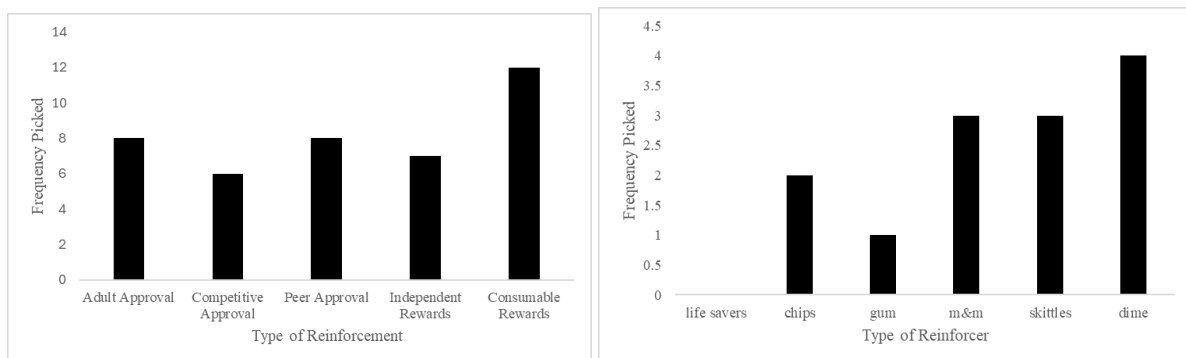 14
12
10
8
6
4
2
0
Frequency Picked
Adult Approval
Competitive
Approval
Peer Approval
Independent
Rewards
Consumable
Rewards
Type of Reinforcement
4.5
4
3.5
3
2.5
2
1.5
1
0.5
0
Frequency Picked
life savers
chips
gum
m&m
skittles
dime
Type of Reinforcer